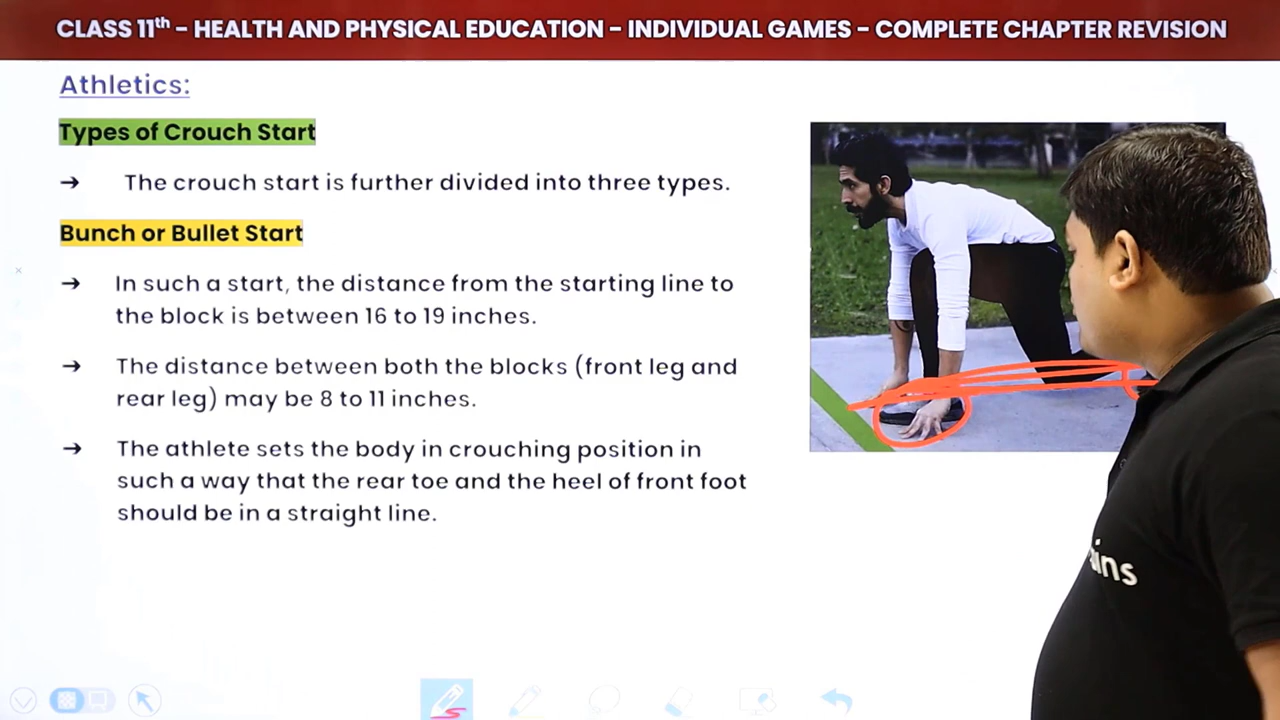 CLASS 11th - HEALTH AND PHYSICAL EDUCATION - INDIVIDUAL GAMES - COMPLETE CHAPTER REVISION
Athletics:
Types of Crouch Start
→ The crouch start is further divided into three types.
Bunch or Bullet Start
→ In such a start, the distance from the starting line to
the block is between 16 to 19 inches.
→ The distance between both the blocks (front leg and
rear leg) may be 8 to 11 inches.
→ The athlete sets the body in crouching position in
such a way that the rear toe and the heel of front foot
should be in a straight line.